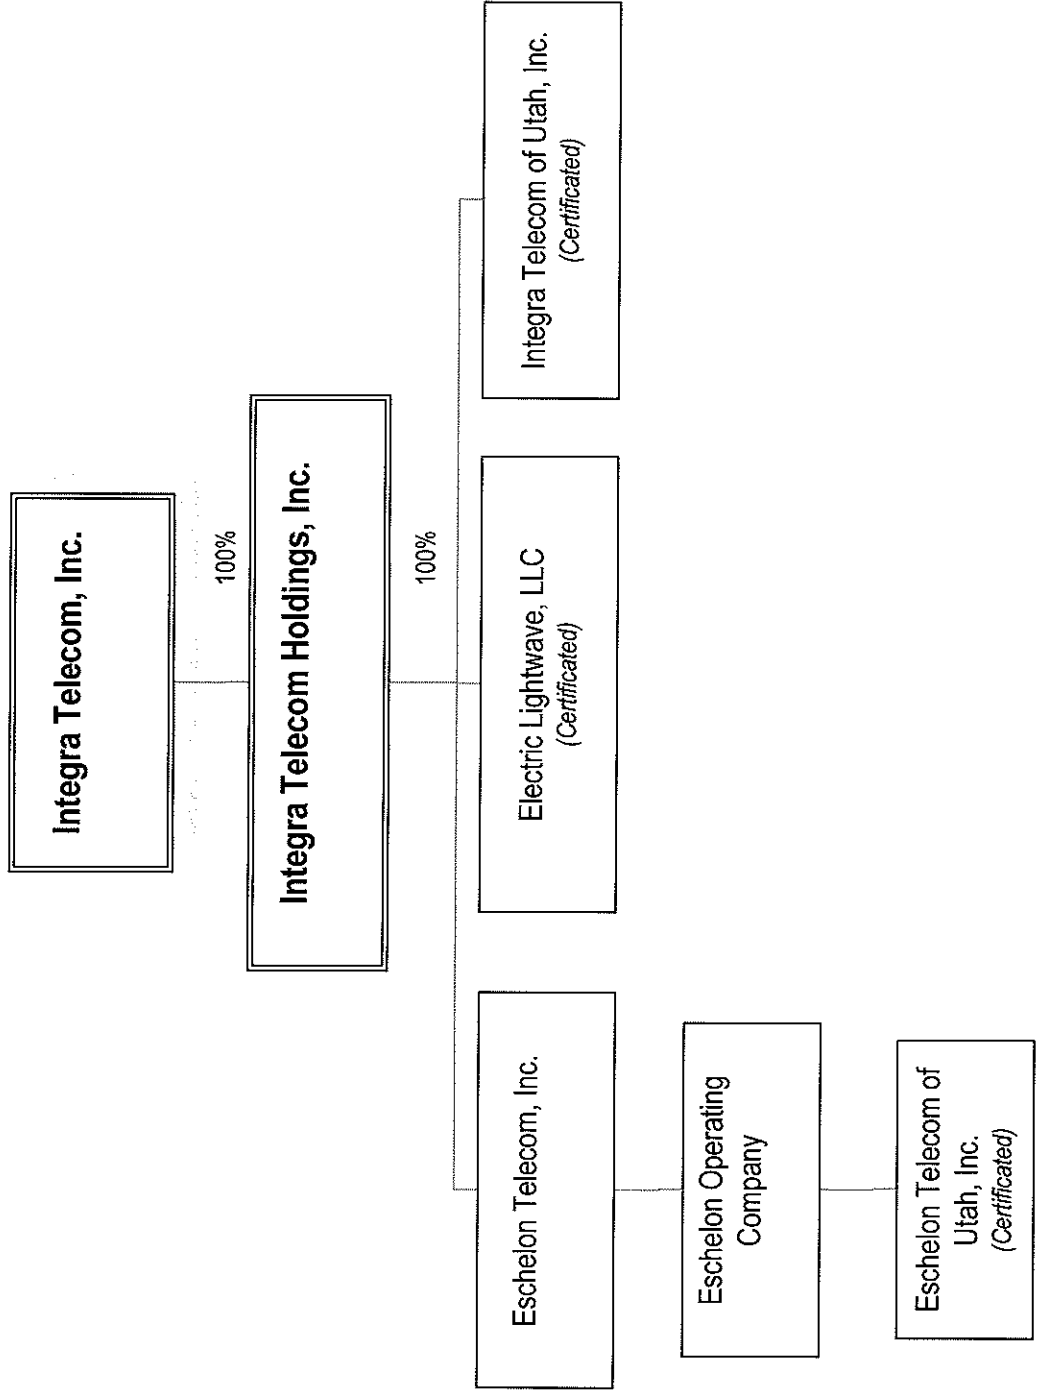 Integra Telecom, Inc.
100%
Integra Telecom Holdings, Inc.
100%
Eschelon Telecom, Inc.
Electric Lightwave, LLC
(Certificated)
Integra Telecom of Utah, Inc.
(Certificated)
Eschelon Operating
Company
Eschelon Telecom of
Utah, Inc.
(Certificated)